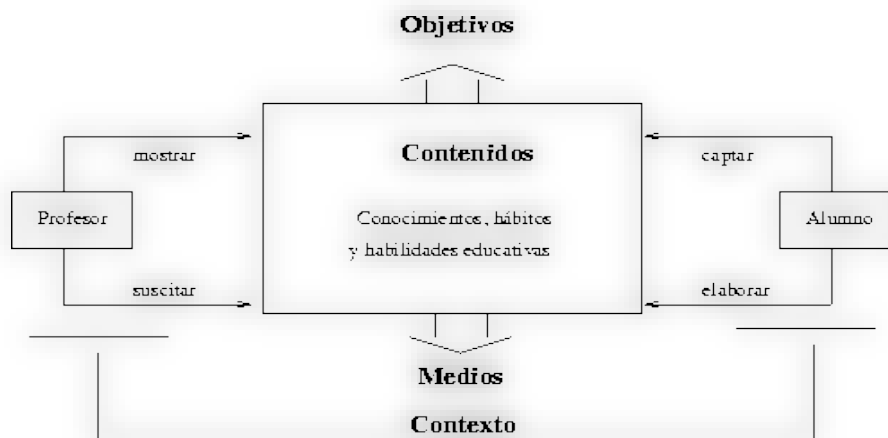 Objetivos
Contenidos
mostrar
captar
Profesor
Conocimientos, hábitos
y habilidades educativas
Alumno
suscitar
elaborar
Medios
Contexto